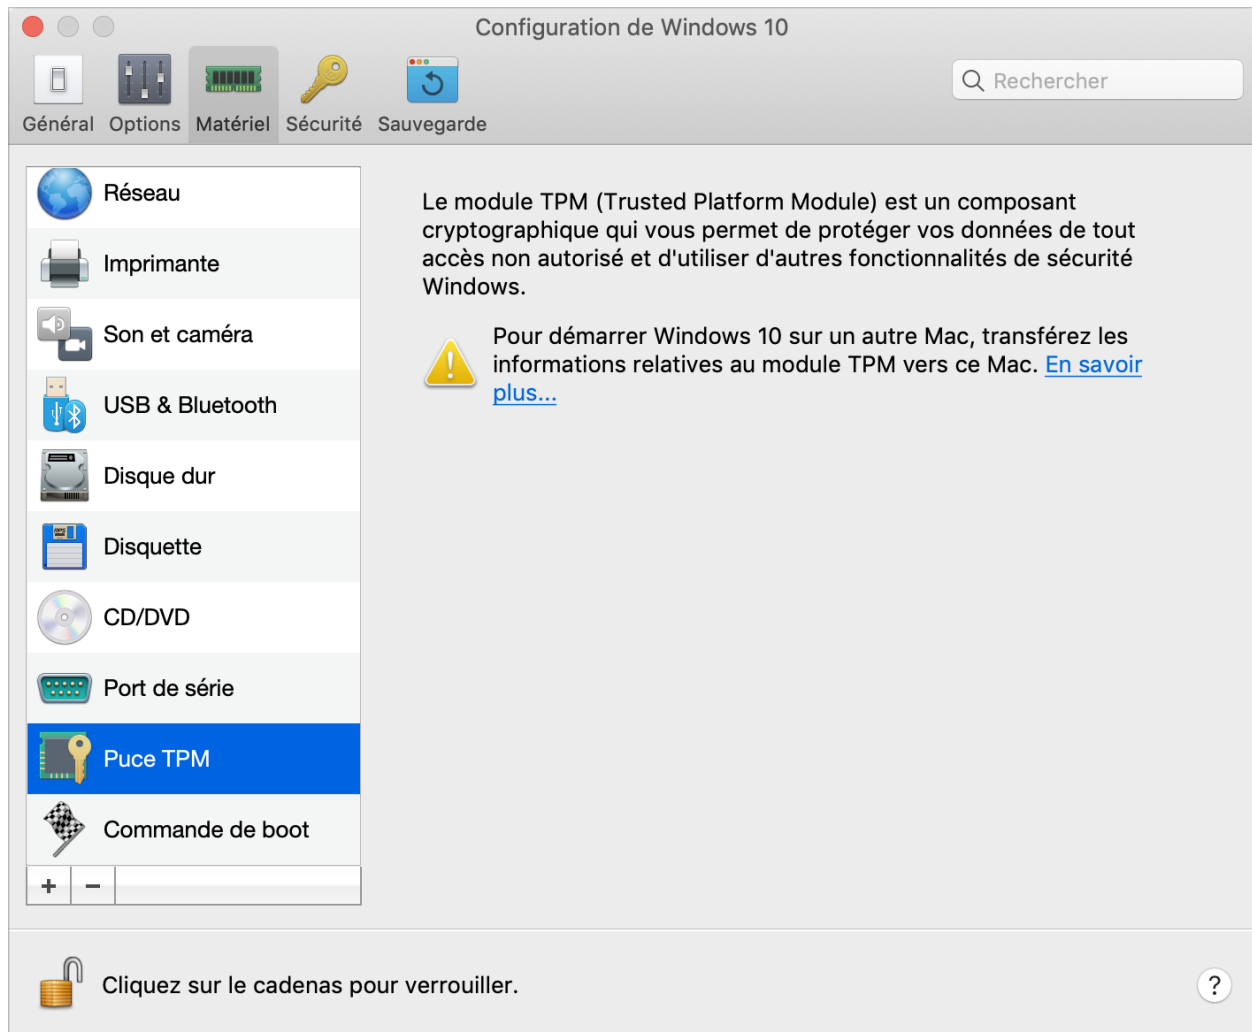 Configuration de Windows 10
Général
Options
Matériel
Sécurité
Sauvegarde
Rechercher
Réseau
Imprimante
Son et caméra
USB & Bluetooth
Disque dur
Disquette
CD/DVD
Port de série
Puce TPM
Commande de boot
+
−
Le module TPM (Trusted Platform Module) est un composant
cryptographique qui vous permet de protéger vos données de tout
accès non autorisé et d'utiliser d'autres fonctionnalités de sécurité
Windows.
Pour démarrer Windows 10 sur un autre Mac, transférez les
informations relatives au module TPM vers ce Mac. En savoir
plus...
Cliquez sur le cadenas pour verrouiller.
?